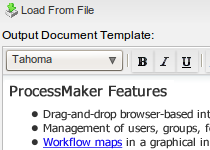 Load From File
Output Document Template:
Tahoma B I U
ProcessMaker Features
Drag-and-drop browser-based int
Management of users, groups, f
Workflow maps in a graphical in